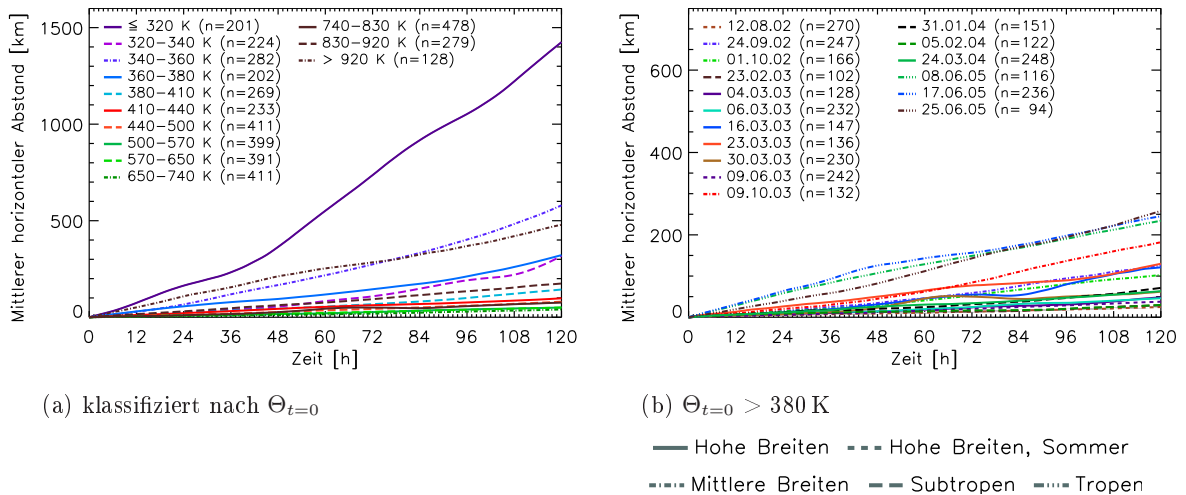 Mittlerer horizontaler Abstand [km]
1500
1000
500
0
≦ 320 K (n=201)
320−340 K (n=224)
340−360 K (n=282)
360−380 K (n=202)
380−410 K (n=269)
410−440 K (n=233)
440−500 K (n=411)
500−570 K (n=399)
570−650 K (n=391)
650−740 K (n=411)
740−830 K (n=478)
830−920 K (n=279)
> 920 K (n=128)
0 12 24 36 48 60 72 84 96 108 120
Zeit [h]
(a) klassifiziert nach Θt=0
Mittlerer horizontaler Abstand [km]
600
400
200
0
12.08.02 (n=270)
24.09.02 (n=247)
01.10.02 (n=166)
23.02.03 (n=102)
04.03.03 (n=128)
06.03.03 (n=232)
16.03.03 (n=147)
23.03.03 (n=136)
30.03.03 (n=230)
09.06.03 (n=242)
09.10.03 (n=132)
31.01.04 (n=151)
05.02.04 (n=122)
24.03.04 (n=248)
08.06.05 (n=116)
17.06.05 (n=236)
25.06.05 (n= 94)
0 12 24 36 48 60 72 84 96 108 120
Zeit [h]
(b) Θt=0 > 380 K
Hohe Breiten Hohe Breiten, Sommer
Mittlere Breiten Subtropen Tropen